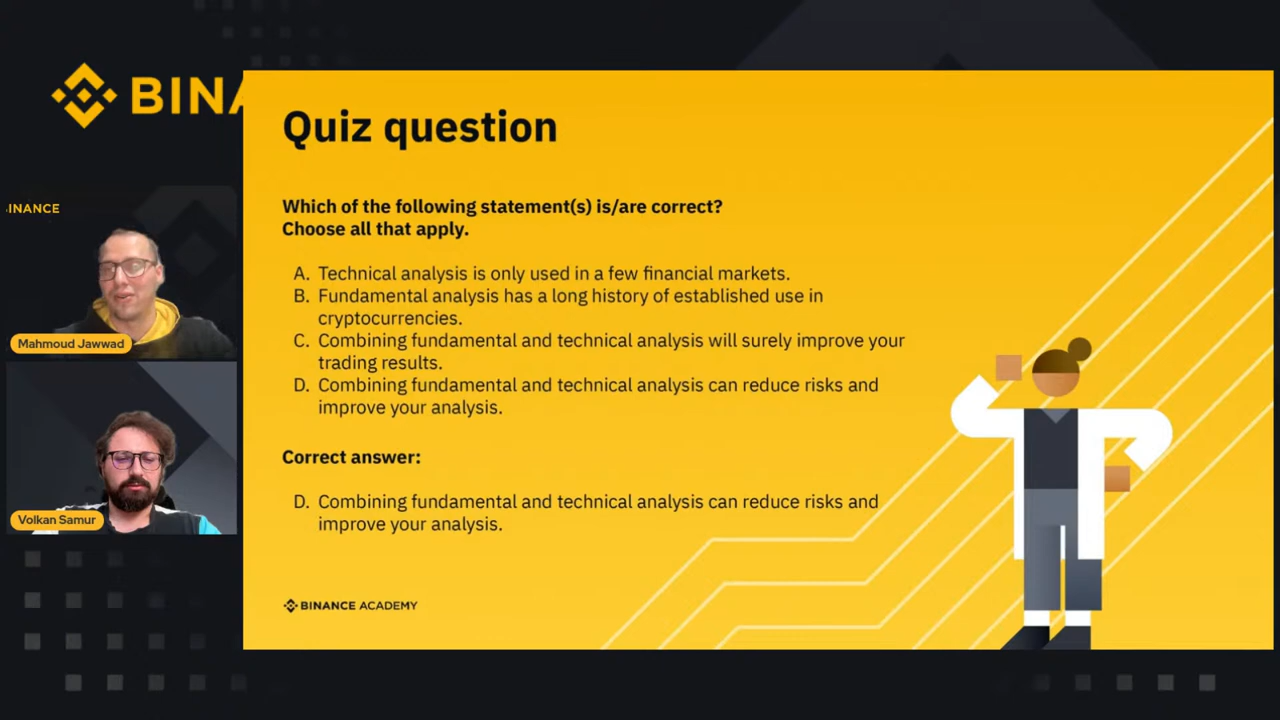 BINA
Quiz question
Which of the following statement(s) is/are correct?
Choose all that apply.
A. Technical analysis is only used in a few financial markets.
B. Fundamental analysis has a long history of established use in
cryptocurrencies.
C. Combining fundamental and technical analysis will surely improve your
trading results.
D. Combining fundamental and technical analysis can reduce risks and
improve your analysis.
Correct answer:
D. Combining fundamental and technical analysis can reduce risks and
improve your analysis.
BINANCE ACADEMY
INANCE
Mahmoud Jawwad
Volkan Samur